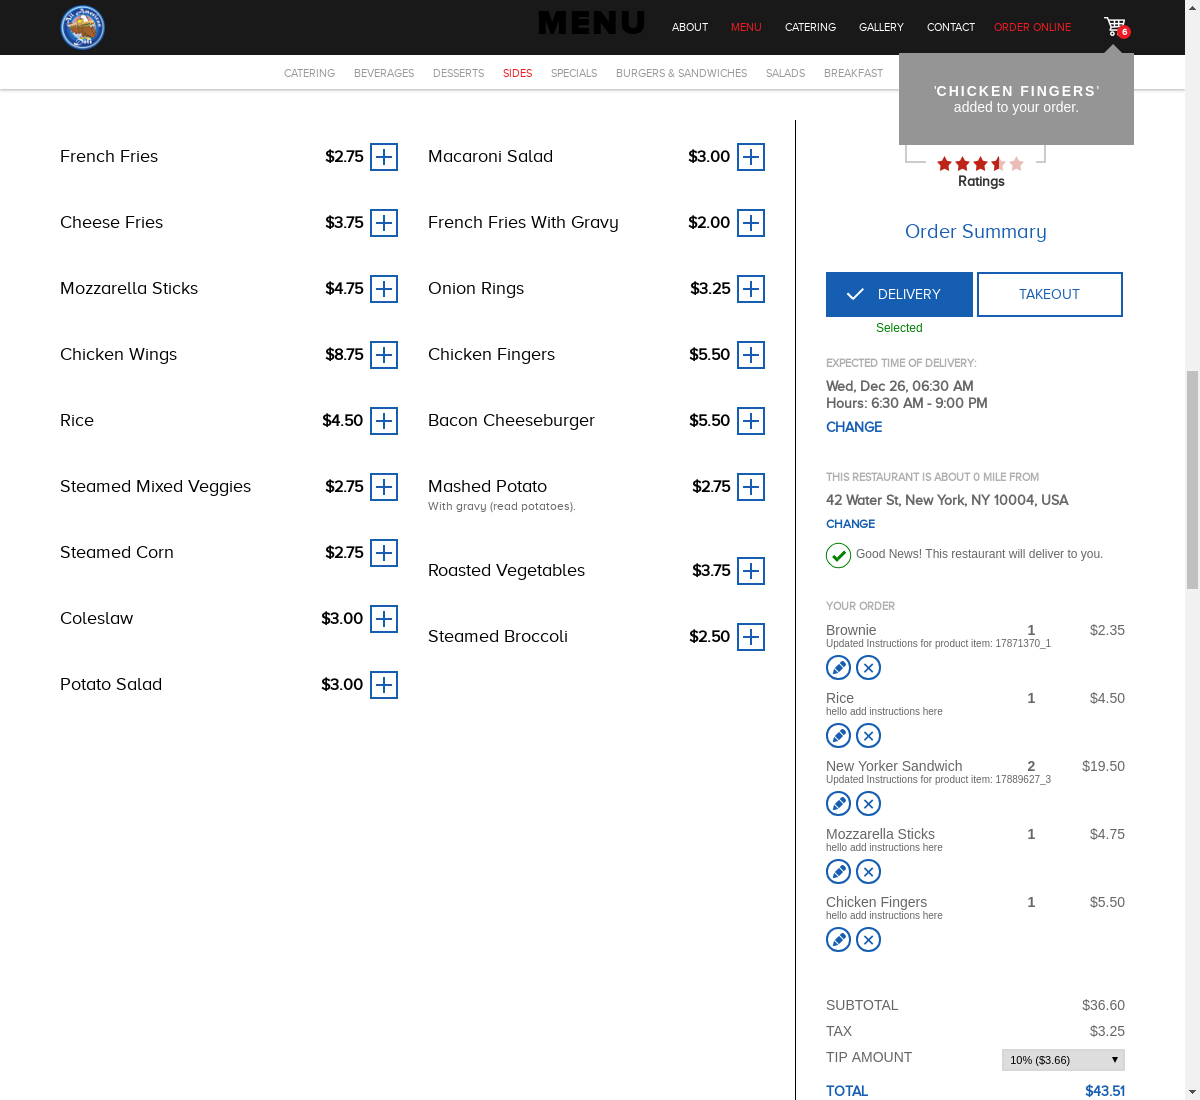 All American
Deli
MENU
ABOUT
MENU
CATERING
GALLERY
CONTACT
ORDER ONLINE
6
CATERING
BEVERAGES
DESSERTS
SIDES
SPECIALS
BURGERS & SANDWICHES
SALADS
BREAKFAST
'CHICKEN FINGERS'
added to your order.
French Fries $2.75
Cheese Fries $3.75
Mozzarella Sticks $4.75
Chicken Wings $8.75
Rice $4.50
Steamed Mixed Veggies $2.75
Steamed Corn $2.75
Coleslaw $3.00
Potato Salad $3.00
Macaroni Salad $3.00
French Fries With Gravy $2.00
Onion Rings $3.25
Chicken Fingers $5.50
Bacon Cheeseburger $5.50
Mashed Potato $2.75
With gravy (read potatoes).
Roasted Vegetables $3.75
Steamed Broccoli $2.50
Ratings
Order Summary
DELIVERY
TAKEOUT
Selected
EXPECTED TIME OF DELIVERY:
Wed, Dec 26, 06:30 AM
Hours: 6:30 AM - 9:00 PM
CHANGE
THIS RESTAURANT IS ABOUT 0 MILE FROM
42 Water St, New York, NY 10004, USA
CHANGE
Good News! This restaurant will deliver to you.
YOUR ORDER
Brownie 1 $2.35
Updated Instructions for product item: 17871370_1
Rice 1 $4.50
hello add instructions here
New Yorker Sandwich 2 $19.50
Updated Instructions for product item: 17889627_3
Mozzarella Sticks 1 $4.75
hello add instructions here
Chicken Fingers 1 $5.50
hello add instructions here
SUBTOTAL $36.60
TAX $3.25
TIP AMOUNT 10% ($3.66)
TOTAL $43.51